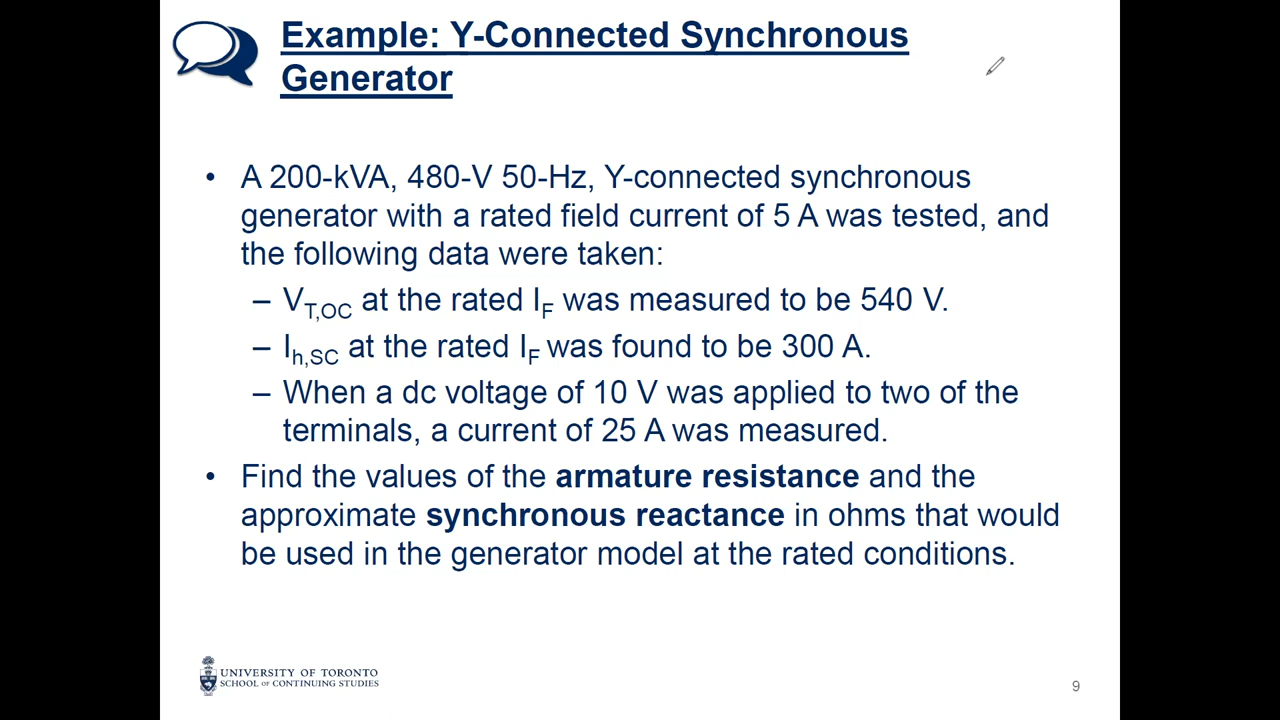 Example: Y-Connected Synchronous
Generator
• A 200-kVA, 480-V 50-Hz, Y-connected synchronous
generator with a rated field current of 5 A was tested, and
the following data were taken:
– VT,OC at the rated IF was measured to be 540 V.
– Ih,SC at the rated IF was found to be 300 A.
– When a dc voltage of 10 V was applied to two of the
terminals, a current of 25 A was measured.
• Find the values of the armature resistance and the
approximate synchronous reactance in ohms that would
be used in the generator model at the rated conditions.
UNIVERSITY OF TORONTO
SCHOOL OF CONTINUING STUDIES
9